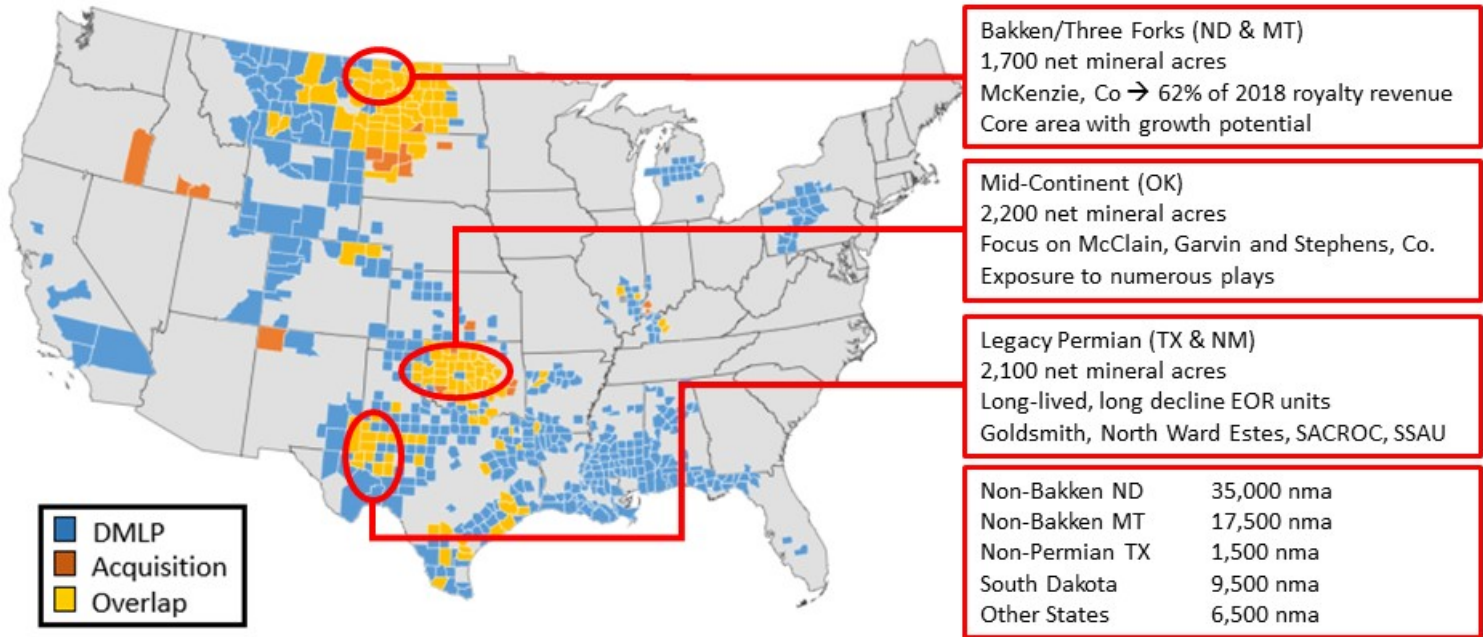 Bakken/Three Forks (ND & MT)
1,700 net mineral acres
McKenzie, Co → 62% of 2018 royalty revenue
Core area with growth potential
Mid-Continent (OK)
2,200 net mineral acres
Focus on McClain, Garvin and Stephens, Co.
Exposure to numerous plays
Legacy Permian (TX & NM)
2,100 net mineral acres
Long-lived, long decline EOR units
Goldsmith, North Ward Estes, SACROC, SSAU
Non-Bakken ND 35,000 nma
Non-Bakken MT 17,500 nma
Non-Permian TX 1,500 nma
South Dakota 9,500 nma
Other States 6,500 nma
DMLP
Acquisition
Overlap